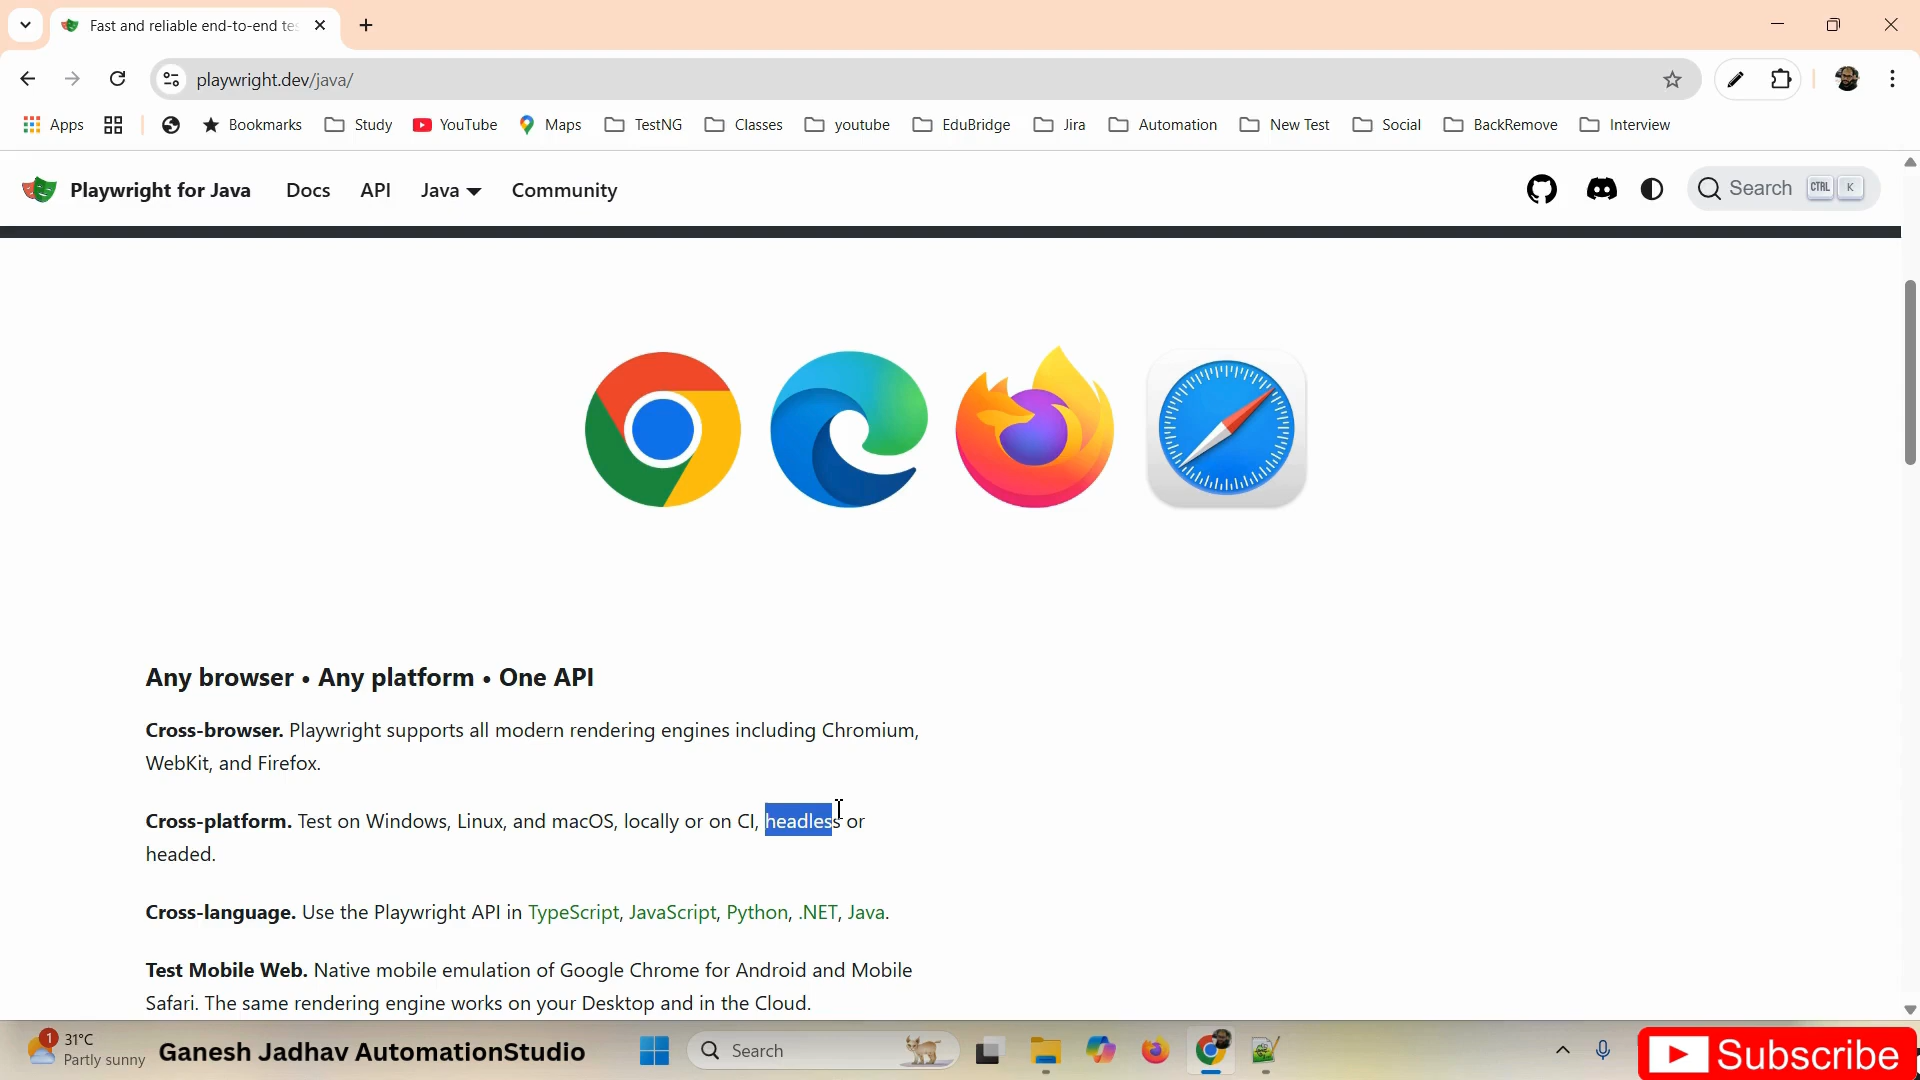 Fast and reliable end-to-end tes
playwright.dev/java/
Apps
Bookmarks
Study
YouTube
Maps
TestNG
Classes
youtube
EduBridge
Jira
Automation
New Test
Social
BackRemove
Interview
Playwright for Java
Docs
API
Java
Community
Search
CTRL
K
Any browser • Any platform • One API
Cross-browser. Playwright supports all modern rendering engines including Chromium,
WebKit, and Firefox.
Cross-platform. Test on Windows, Linux, and macOS, locally or on CI, headless or
headed.
Cross-language. Use the Playwright API in TypeScript, JavaScript, Python, .NET, Java.
Test Mobile Web. Native mobile emulation of Google Chrome for Android and Mobile
Safari. The same rendering engine works on your Desktop and in the Cloud.
1
31°C
Partly sunny
Ganesh Jadhav AutomationStudio
Search
Subscribe